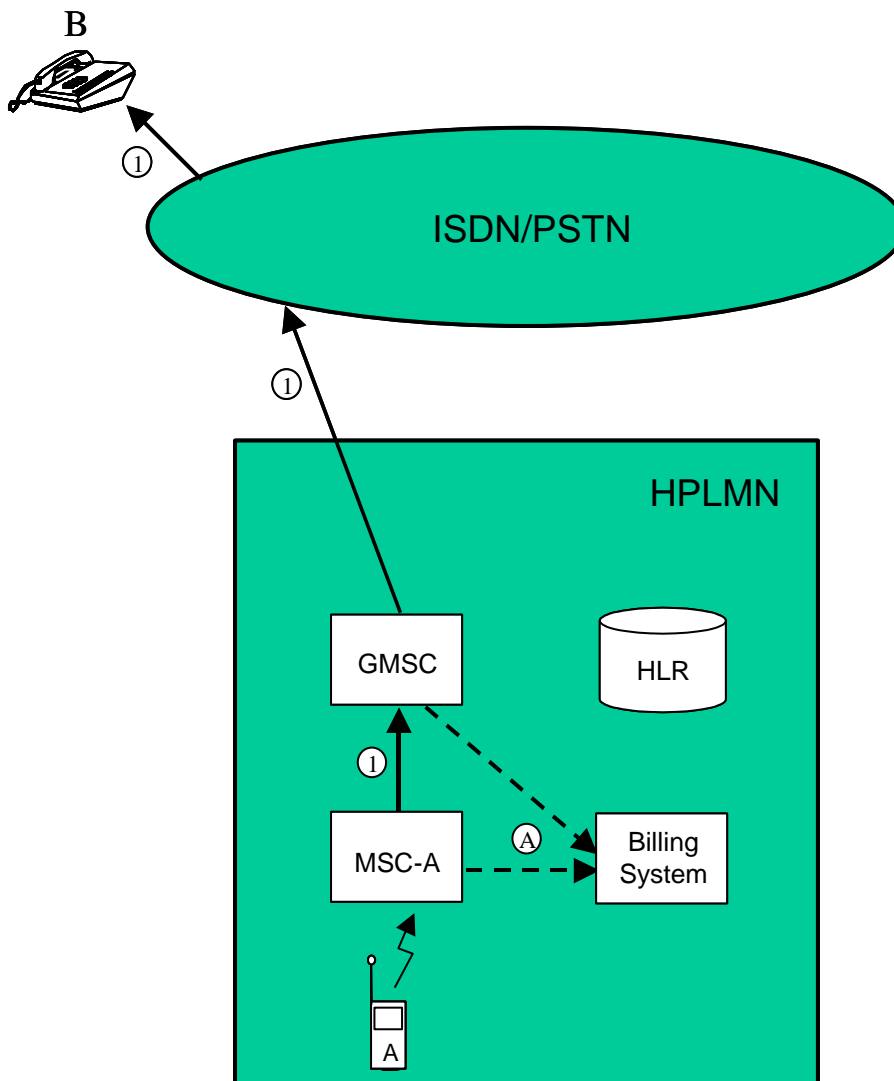 B
1
ISDN/PSTN
1
HPLMN
GMSC
HLR
1
A
MSC-A
Billing
System
A